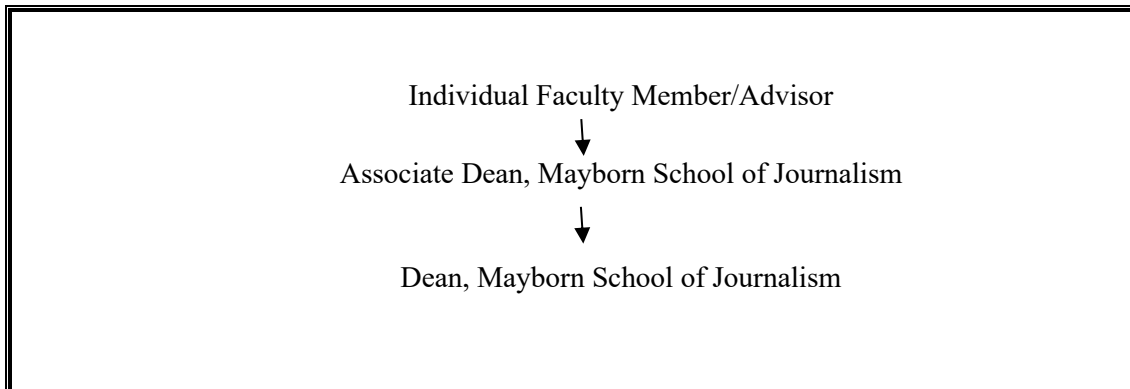 Individual Faculty Member/Advisor
Associate Dean, Mayborn School of Journalism
Dean, Mayborn School of Journalism